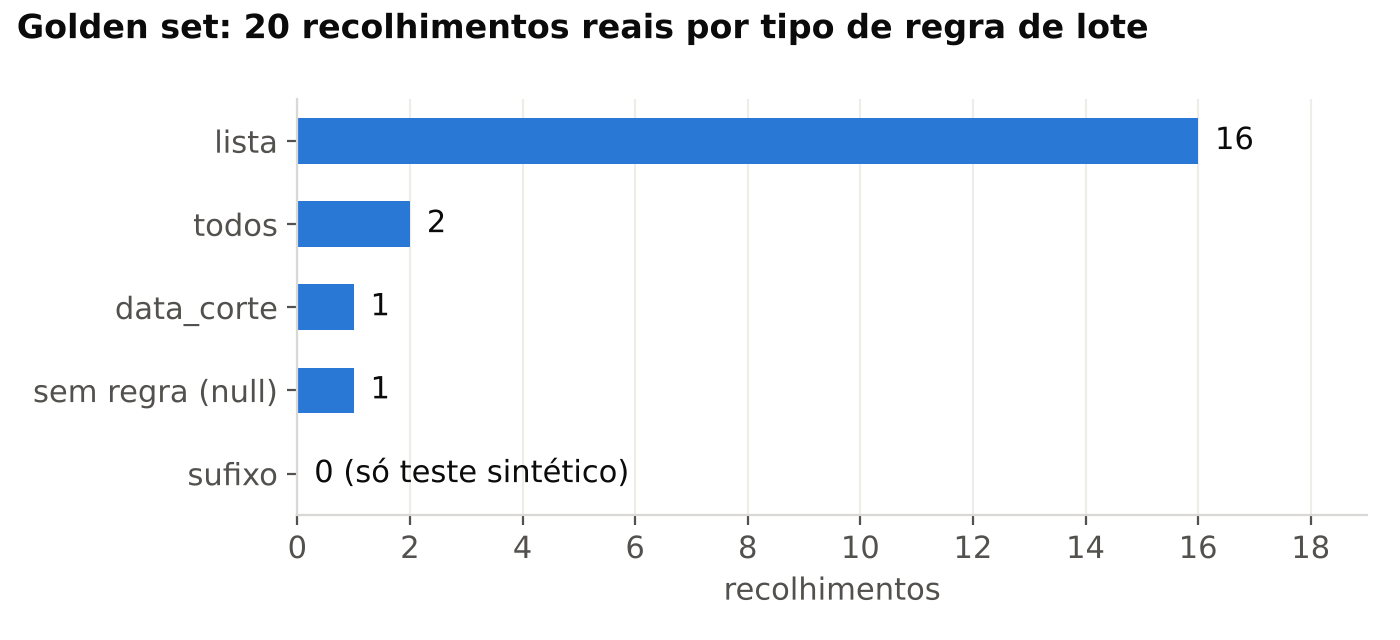 Golden set: 20 recolhimentos reais por tipo de regra de lote
lista 16
todos 2
data_corte 1
sem regra (null) 1
sufixo 0 (só teste sintético)
0 2 4 6 8 10 12 14 16 18
recolhimentos